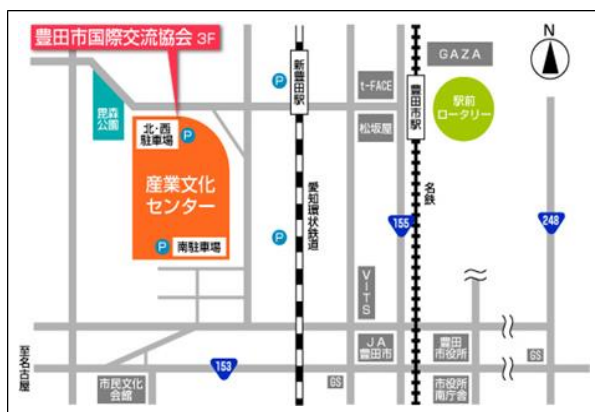 豊田市国際交流協会 3F
毘森
公園
北・西
駐車場
P
産業文化
センター
P
南駐車場
P
新豊田駅
P
愛知環状鉄道
t-FACE
松坂屋
豊田市駅
GAZA
駅前
ロータリー
N
名鉄
155
248
VITS
JA
豊田市
豊田
市役所
GS
至名古屋
153
市民文化
会館
GS
市役所
南庁舎